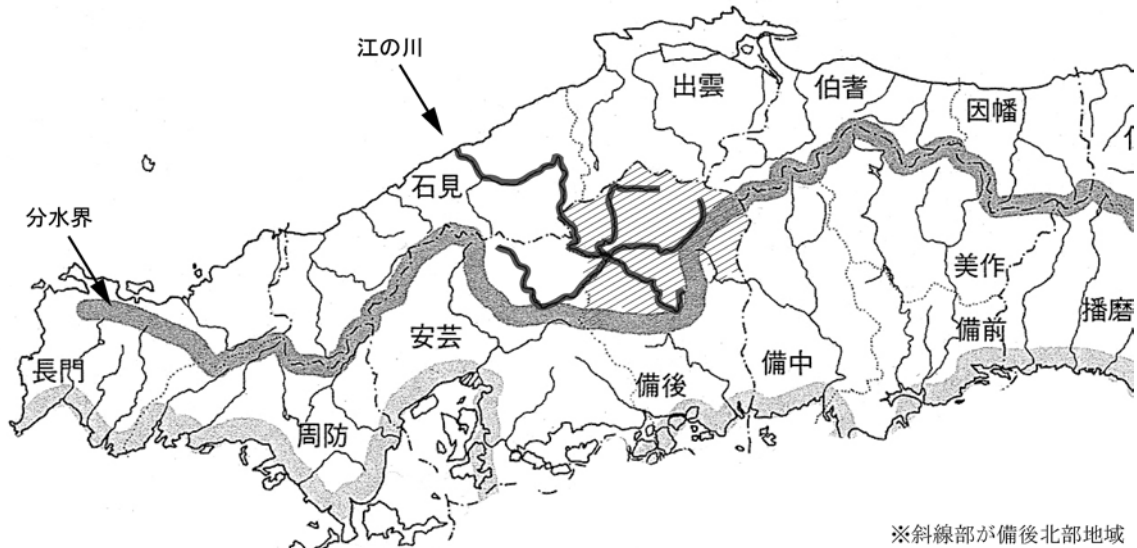 江の川
出雲
伯耆
因幡
石見
分水界
美作
安芸
備前
播磨
長門
備後
備中
周防
※斜線部が備後北部地域